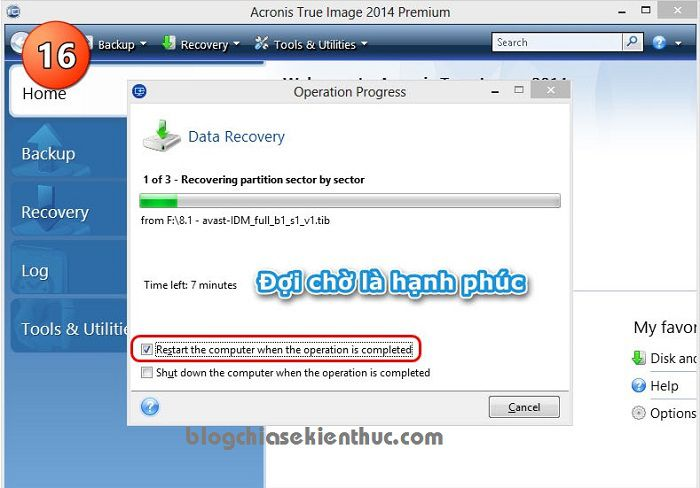 Acronis True Image 2014 Premium
16
Backup
Recovery
Tools & Utilities
Search
Home
Operation Progress
Data Recovery
1 of 3 - Recovering partition sector by sector
from F:\8.1 - avast-IDM_full_b1_s1_v1.tib
Time left: 7 minutes
Đợi chờ là hạnh phúc
Restart the computer when the operation is completed
Shut down the computer when the operation is completed
Cancel
Backup
Recovery
Log
Tools & Utilitie
My favor
Disk and
Help
Options
blogchiasekienthuc.com